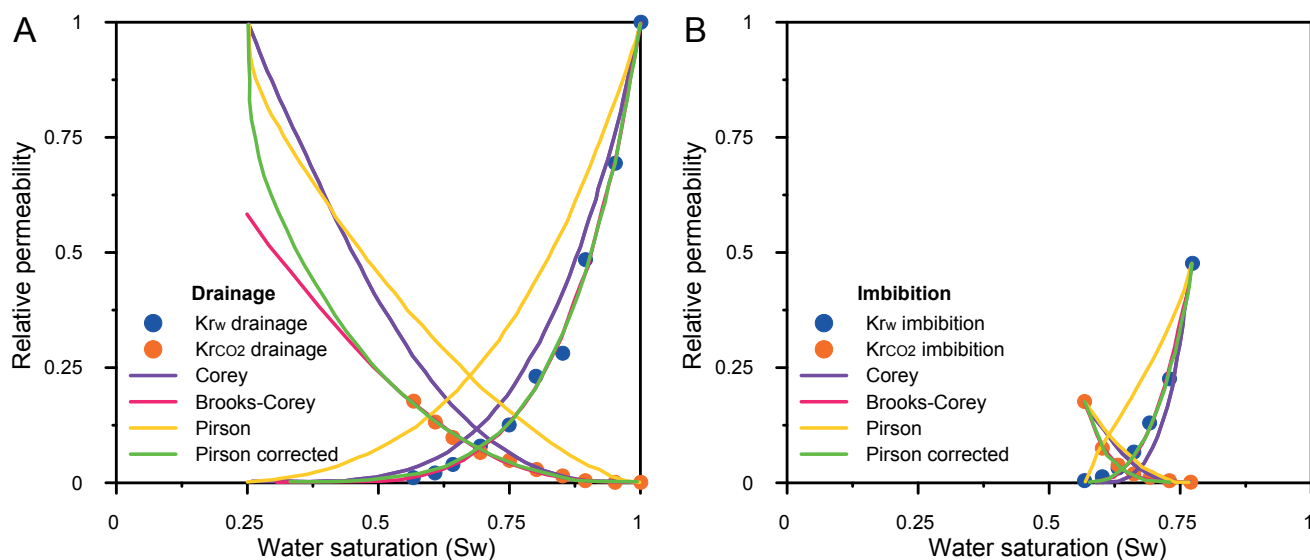 A
Relative permeability
1
0.75
0.5
0.25
0
Drainage
Krw drainage
KrCO2 drainage
Corey
Brooks-Corey
Pirson
Pirson corrected
0 0.25 0.5 0.75 1
Water saturation (Sw)
B
Relative permeability
1
0.75
0.5
0.25
0
Imbibition
Krw imbibition
KrCO2 imbibition
Corey
Brooks-Corey
Pirson
Pirson corrected
0 0.25 0.5 0.75 1
Water saturation (Sw)